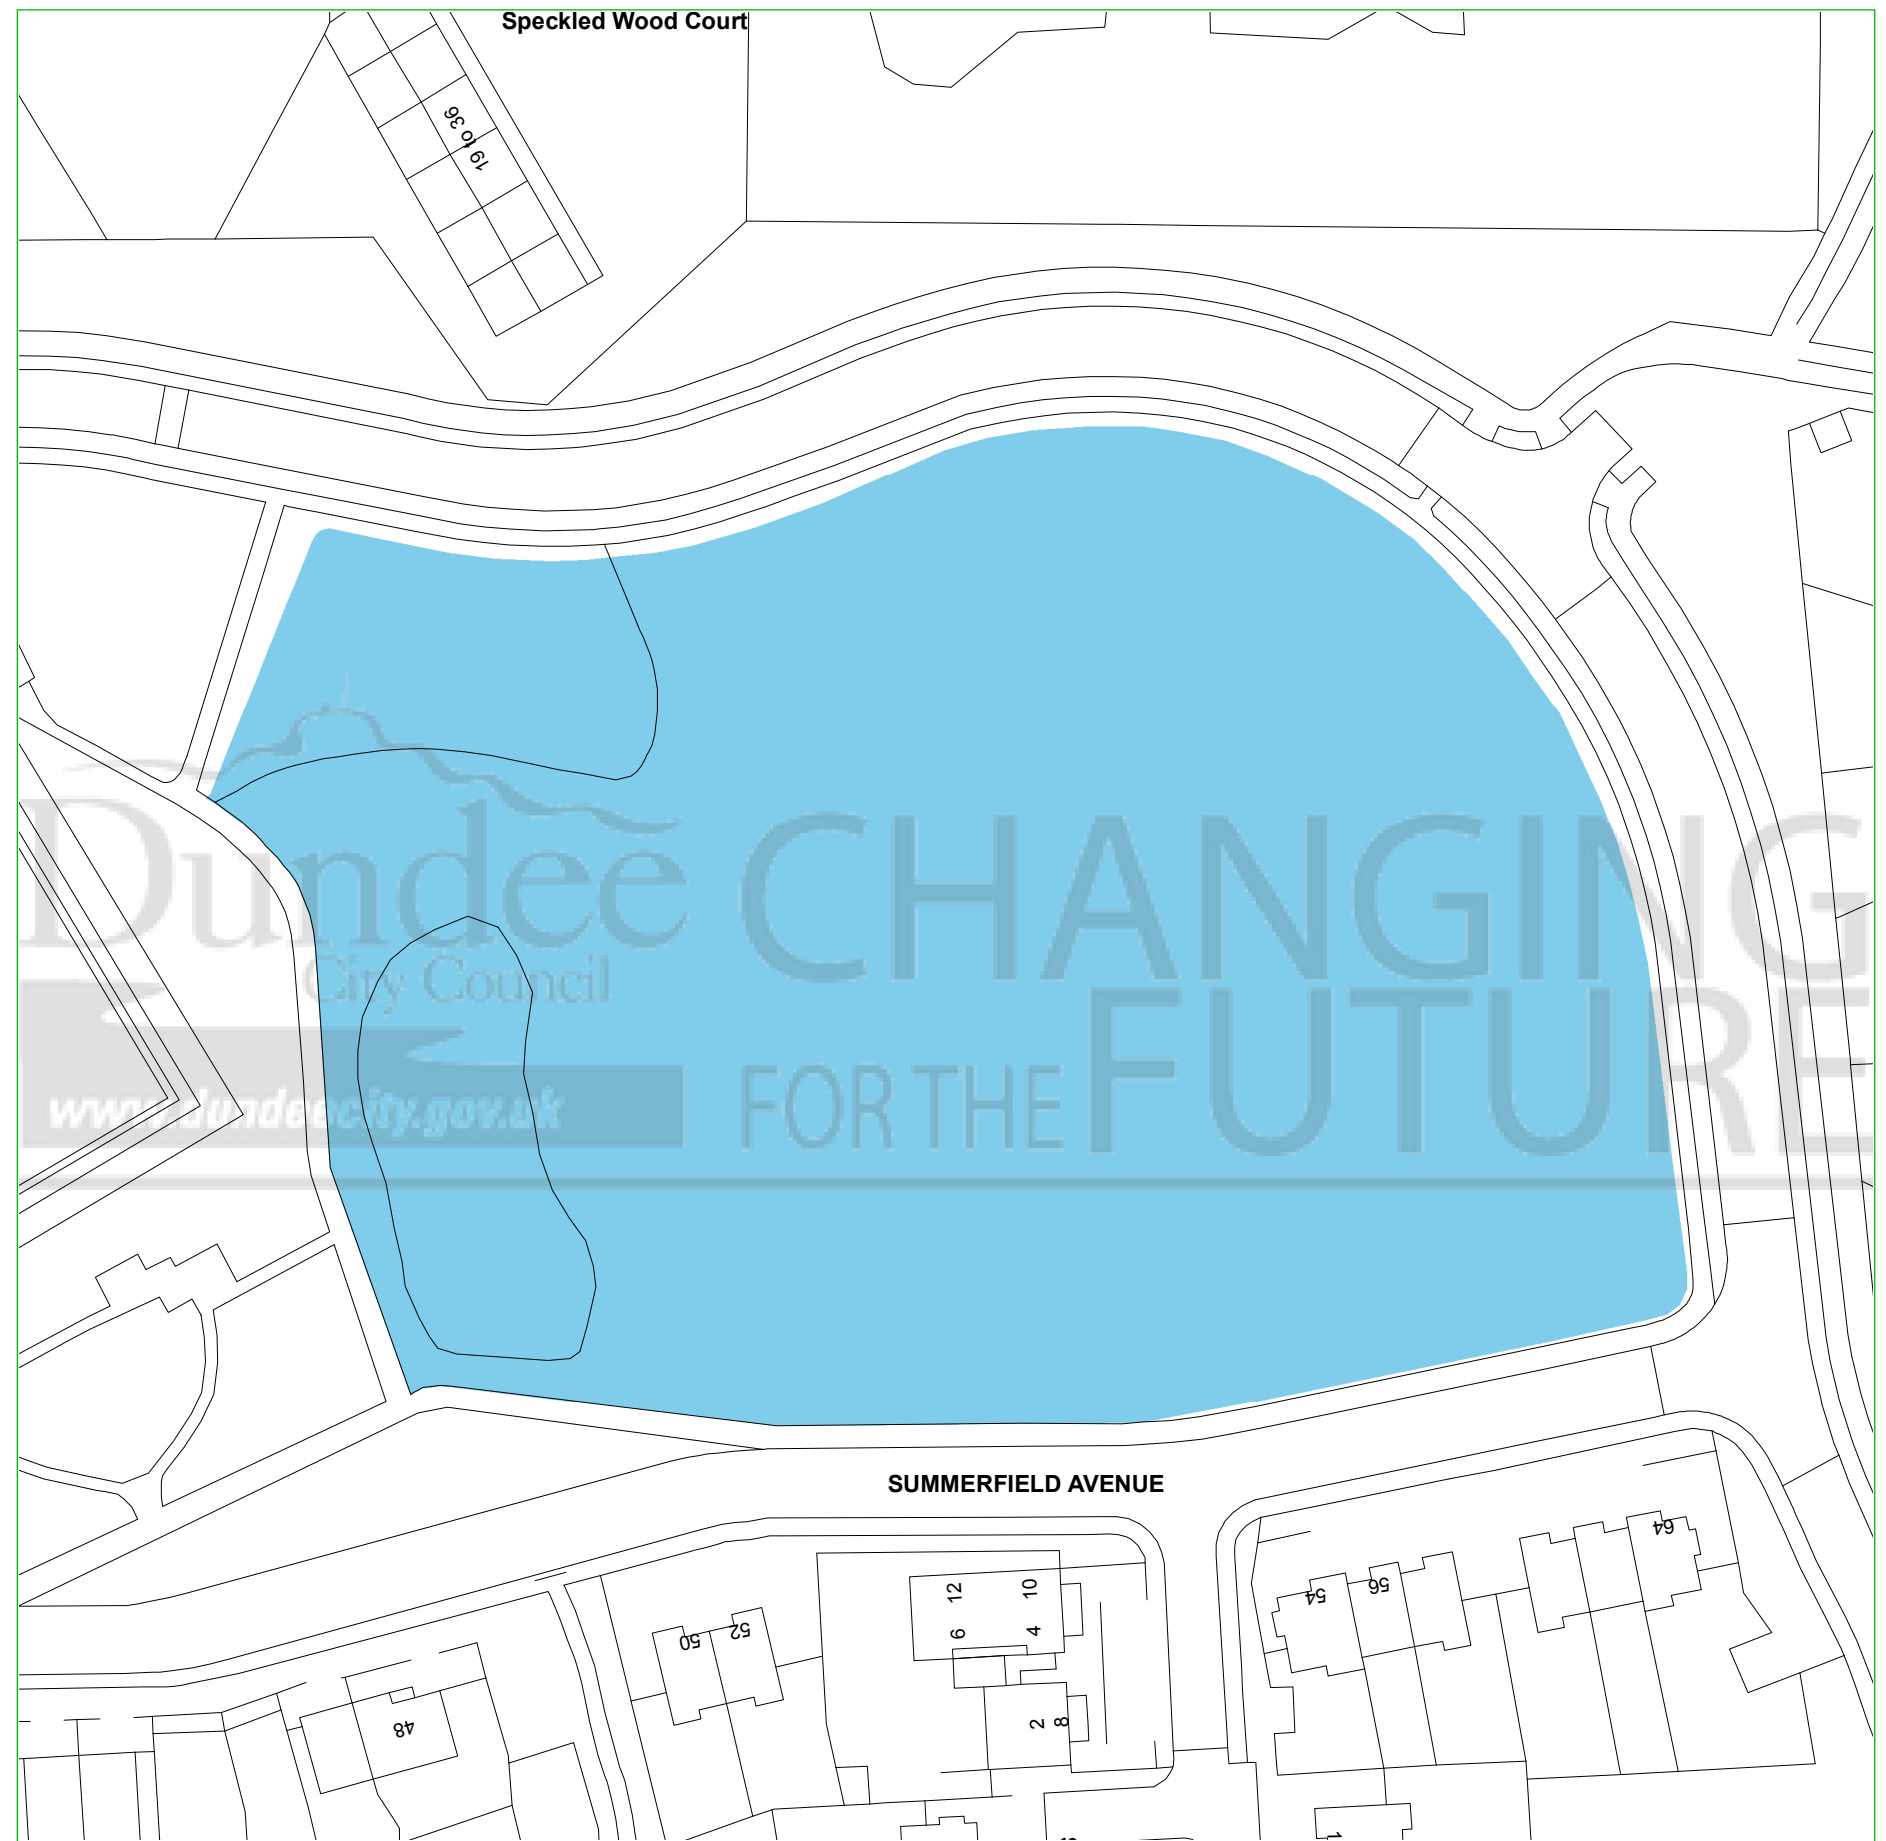 Speckled Wood Court
19 to 36
Dundee
City Council
www.dundeecity.gov.uk
CHANGING
FOR THE FUTURE
SUMMERFIELD AVENUE
64
54
56
12
10
6
4
50
52
48
2
8